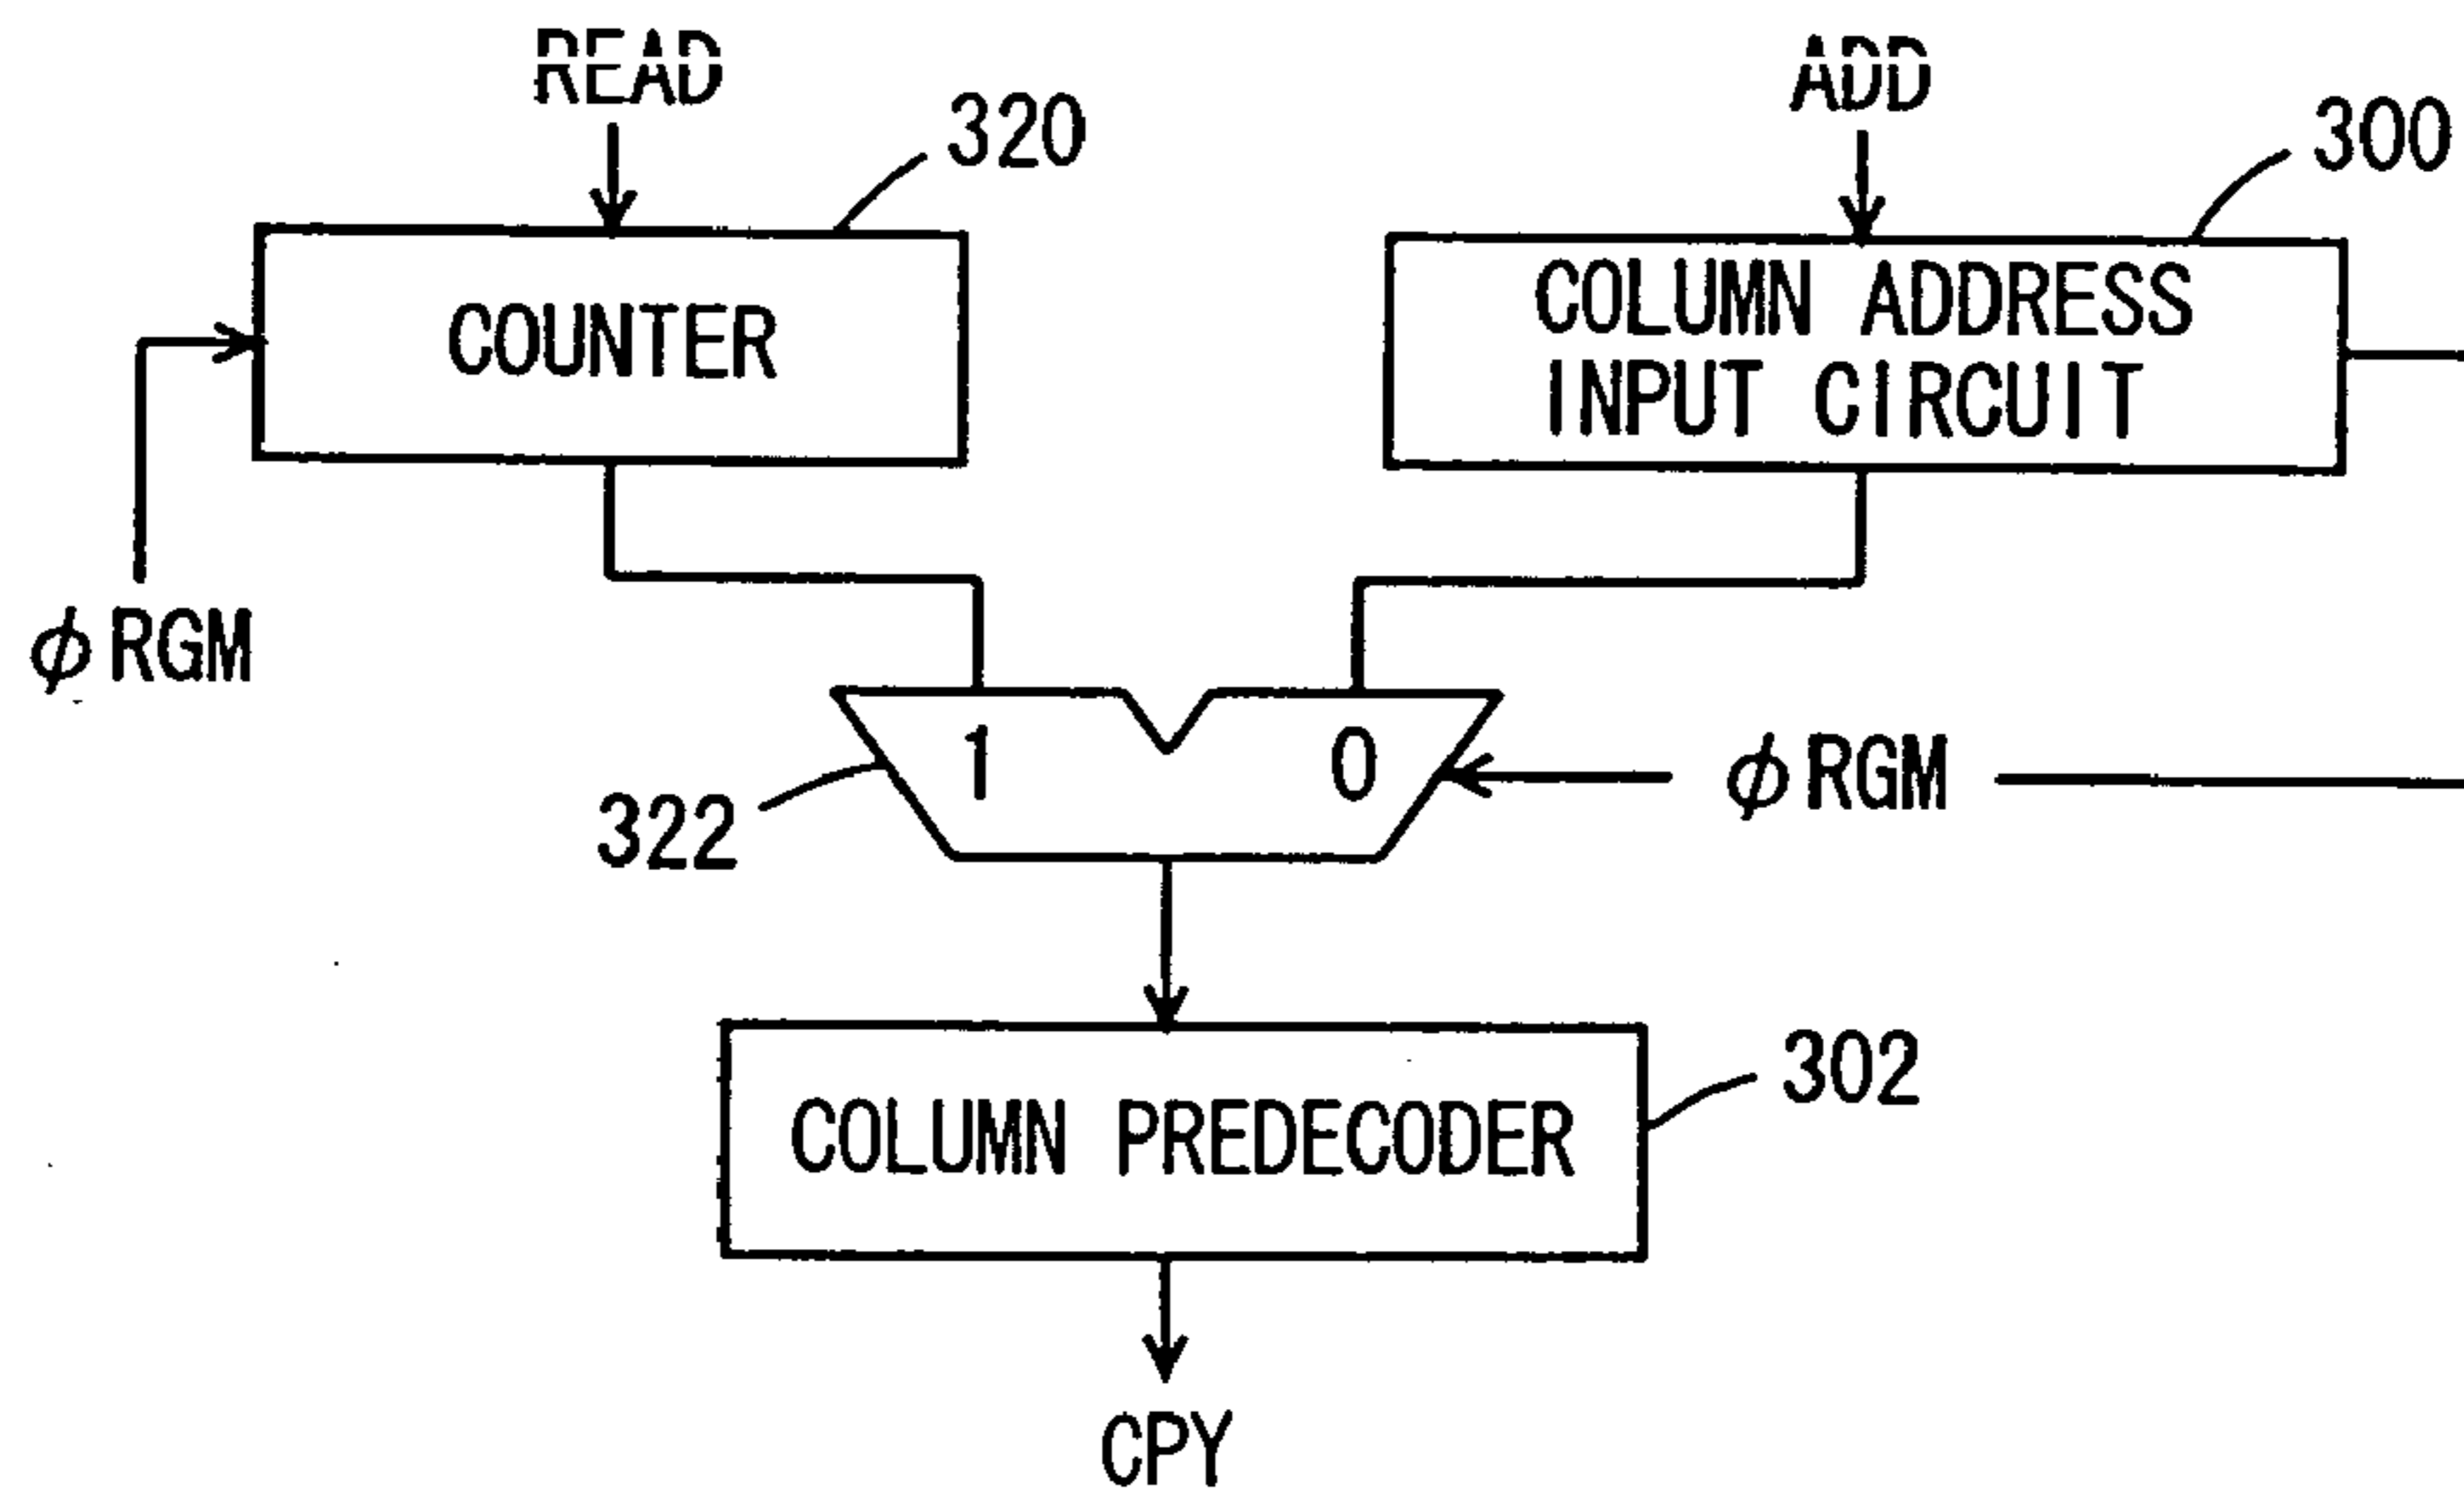 READ
ADD
320
300
COUNTER
COLUMN ADDRESS
INPUT CIRCUIT
φRGM
1
0
φRGM
322
302
COLUMN PREDECODER
CPY